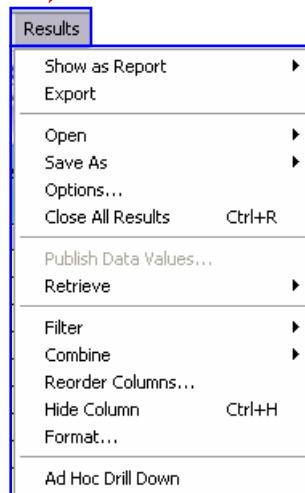 Results
Show as Report
Export
Open
Save As
Options...
Close All Results Ctrl+R
Publish Data Values...
Retrieve
Filter
Combine
Reorder Columns...
Hide Column Ctrl+H
Format...
Ad Hoc Drill Down